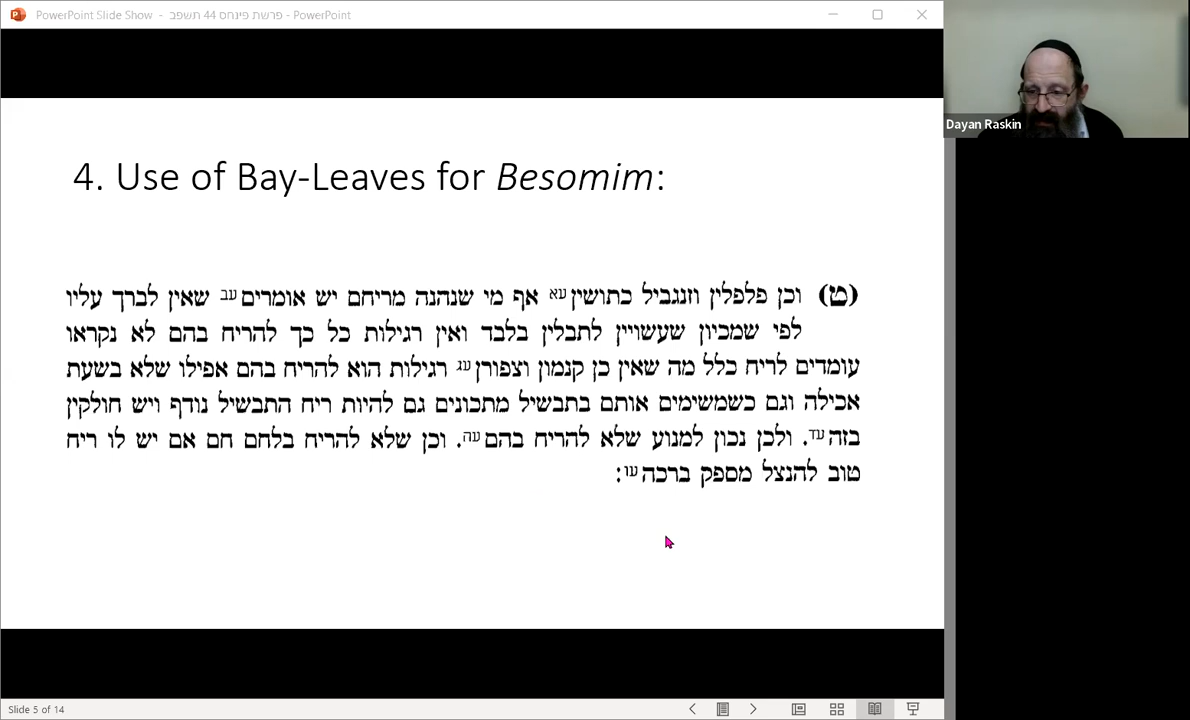 PowerPoint Slide Show - פרשת פינחס 44 תשפב - PowerPoint
Dayan Raskin
4. Use of Bay-Leaves for Besomim:
(ט) וכן פלפלין וזנגביל כתושין עא אף מי שנהנה מריחם יש אומרים עב שאין לברך עליו
לפי שמכיון שעשויין לתבלין בלבד ואין רגילות כל כך להריח בהם לא נקראו
עומדים לריח כלל מה שאין כן קנמון וצפורן עג רגילות הוא להריח בהם אפילו שלא בשעת
אכילה וגם כשמשימים אותם בתבשיל מתכונים גם להיות ריח התבשיל נודף ויש חולקין
בזה עד. ולכן נכון למנוע שלא להריח בהם עה. וכן שלא להריח בלחם חם אם יש לו ריח
טוב להנצל מספק ברכה עו:
Slide 5 of 14